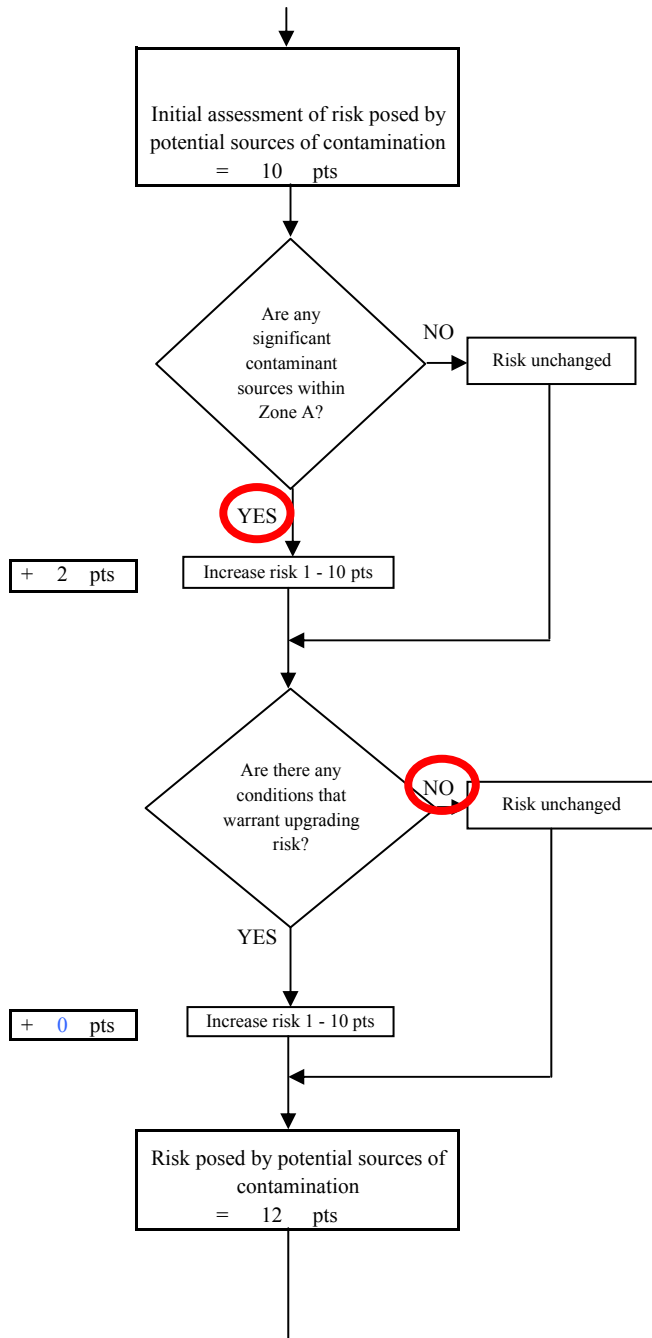 Initial assessment of risk posed by
potential sources of contamination
= 10 pts
Are any
significant
contaminant
sources within
Zone A?
NO
Risk unchanged
YES
+ 2 pts
Increase risk 1 - 10 pts
Are there any
conditions that
warrant upgrading
risk?
NO
Risk unchanged
YES
+ 0 pts
Increase risk 1 - 10 pts
Risk posed by potential sources of
contamination
= 12 pts